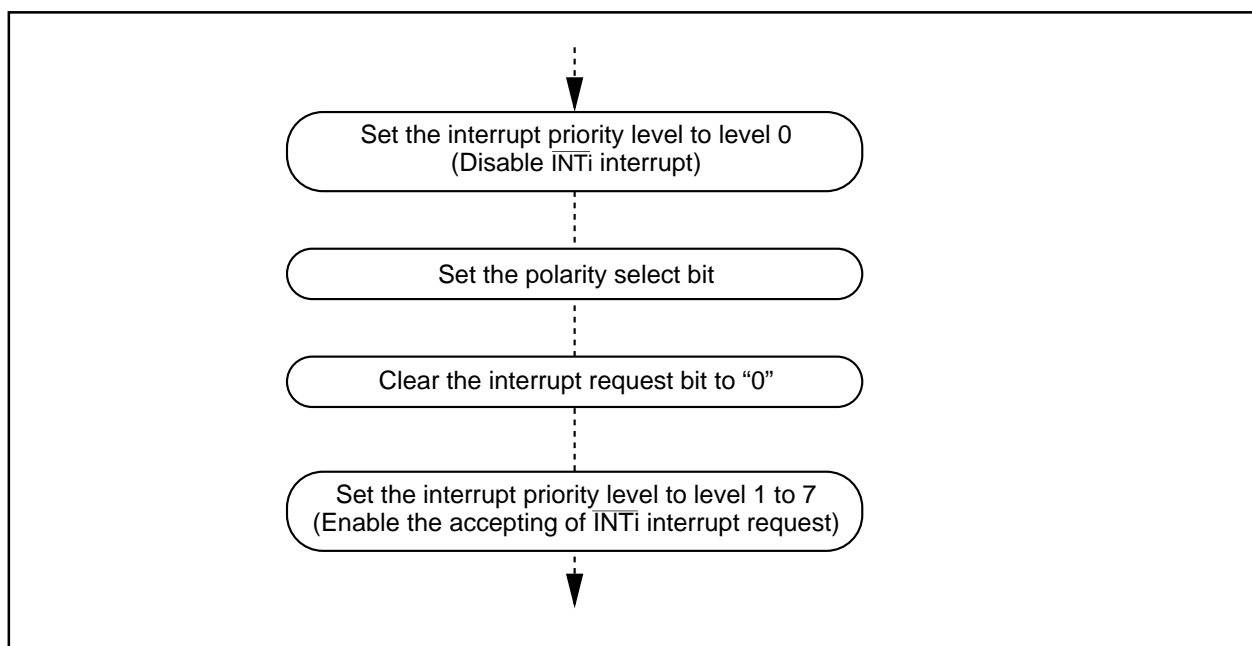 Set the interrupt priority level to level 0
(Disable INTi interrupt)
Set the polarity select bit
Clear the interrupt request bit to “0”
Set the interrupt priority level to level 1 to 7
(Enable the accepting of INTi interrupt request)